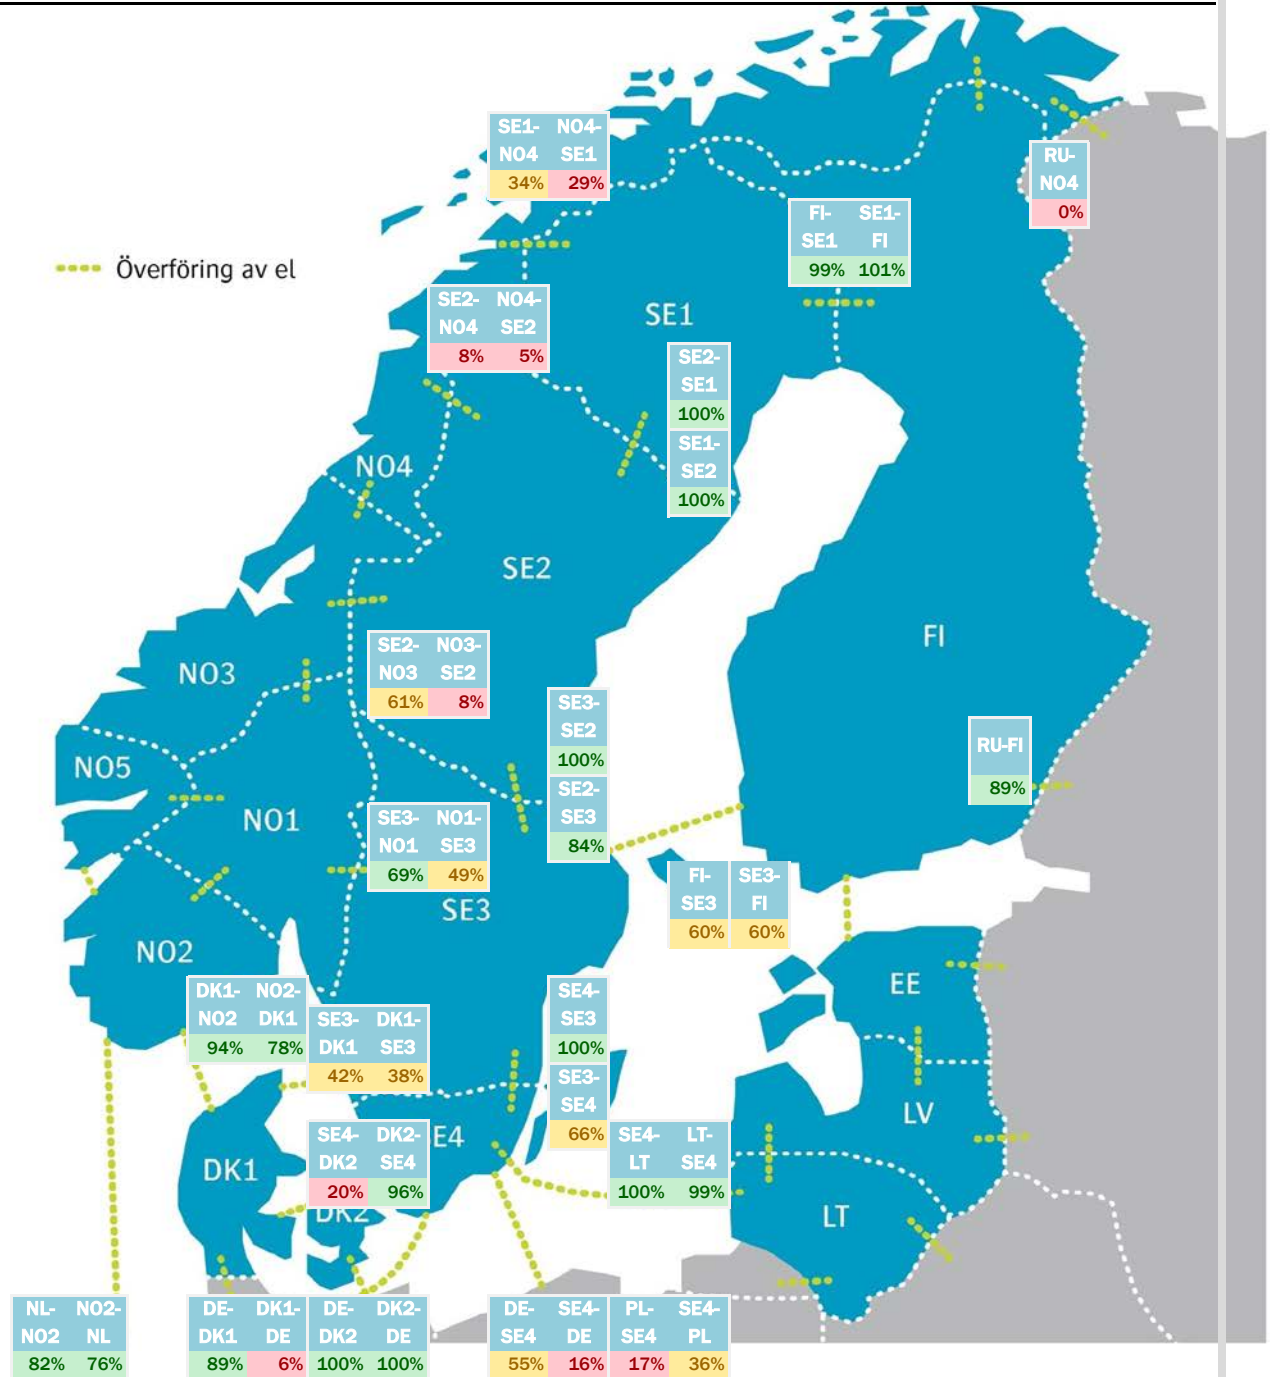 SE1- NO4-
NO4 SE1
34% 29%
RU-
NO4
0%
FI- SE1-
SE1 FI
99% 101%
Överföring av el
SE2- NO4-
NO4 SE2
8% 5%
SE1
SE2-
SE1
100%
SE1-
SE2
100%
NO4
SE2
FI
SE2- NO3-
NO3 SE2
61% 8%
NO3
SE3-
SE2
100%
SE2-
SE3
84%
RU-FI
89%
NO5
NO1
SE3- NO1-
NO1 SE3
69% 49%
SE3
FI- SE3-
SE3 FI
60% 60%
NO2
EE
DK1- NO2-
NO2 DK1
94% 78%
SE3- DK1-
DK1 SE3
42% 38%
SE4-
SE3
100%
SE3-
SE4
66%
LV
SE4- DK2-
DK2 SE4
20% 96%
E4
SE4- LT-
LT SE4
100% 99%
DK1
DK2
LT
NL- NO2-
NO2 NL
82% 76%
DE- DK1-
DK1 DE
89% 6%
DE- DK2-
DK2 DE
100% 100%
DE- SE4-
SE4 DE
55% 16%
PL- SE4-
SE4 PL
17% 36%